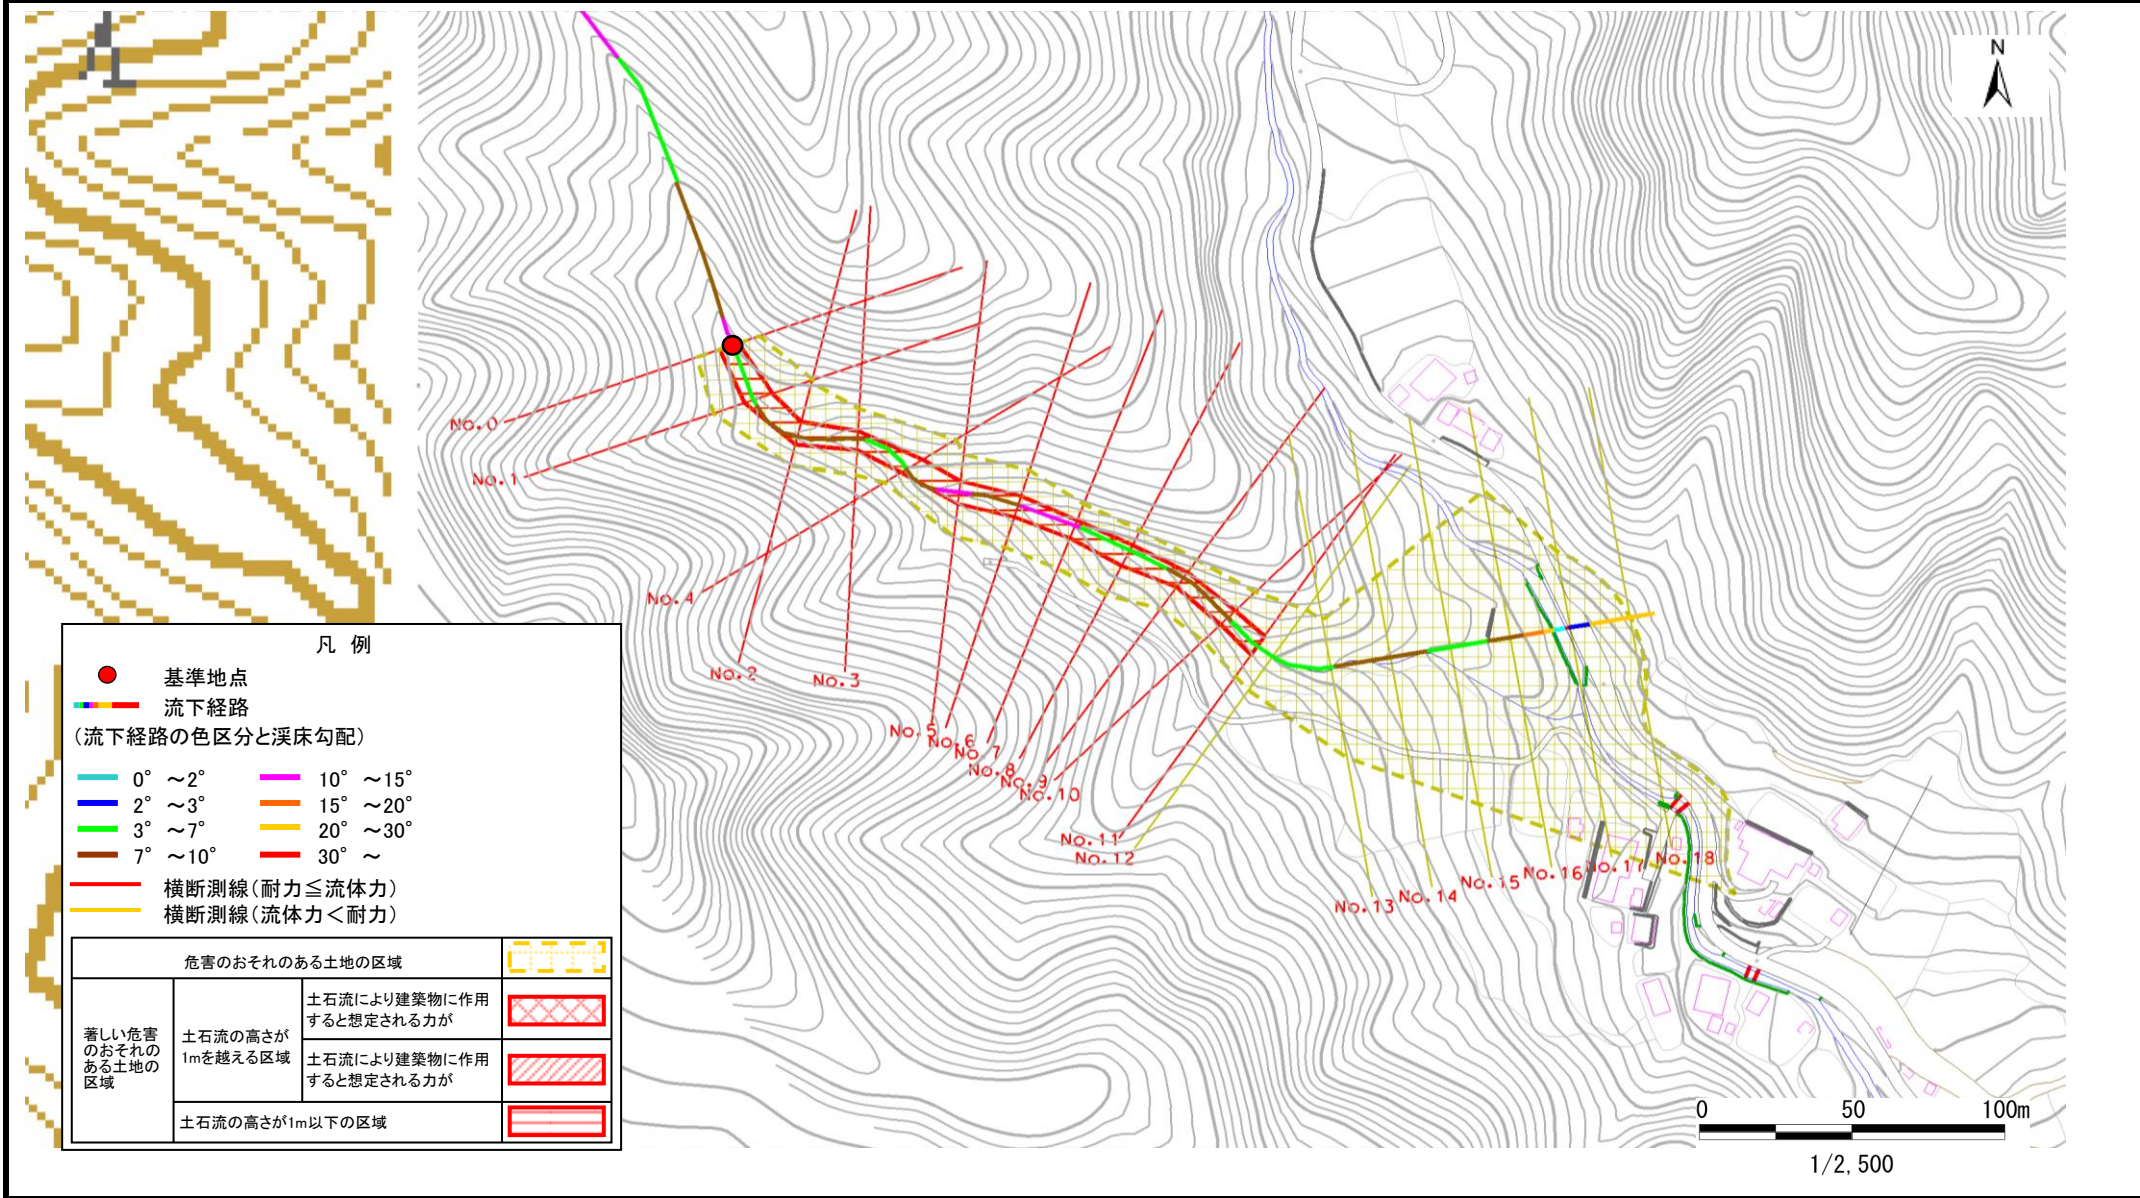 N
No.0
No.1
No.4
No.2
No.3
No.5
No.6
No.7
No.8
No.9
No.10
No.11
No.12
No.13
No.14
No.15
No.16
No.17
No.18
凡 例
基準地点
流下経路
(流下経路の色区分と渓床勾配)
0° ~2°
10° ~15°
2° ~3°
15° ~20°
3° ~7°
20° ~30°
7° ~10°
30° ~
横断測線(耐力≦流体力)
横断測線(流体力<耐力)
危害のおそれのある土地の区域
著しい危害
のおそれの
ある土地の
区域
土石流の高さが
1mを越える区域
土石流により建築物に作用
すると想定される力が
土石流により建築物に作用
すると想定される力が
土石流の高さが1m以下の区域
0 50 100m
1/2,500